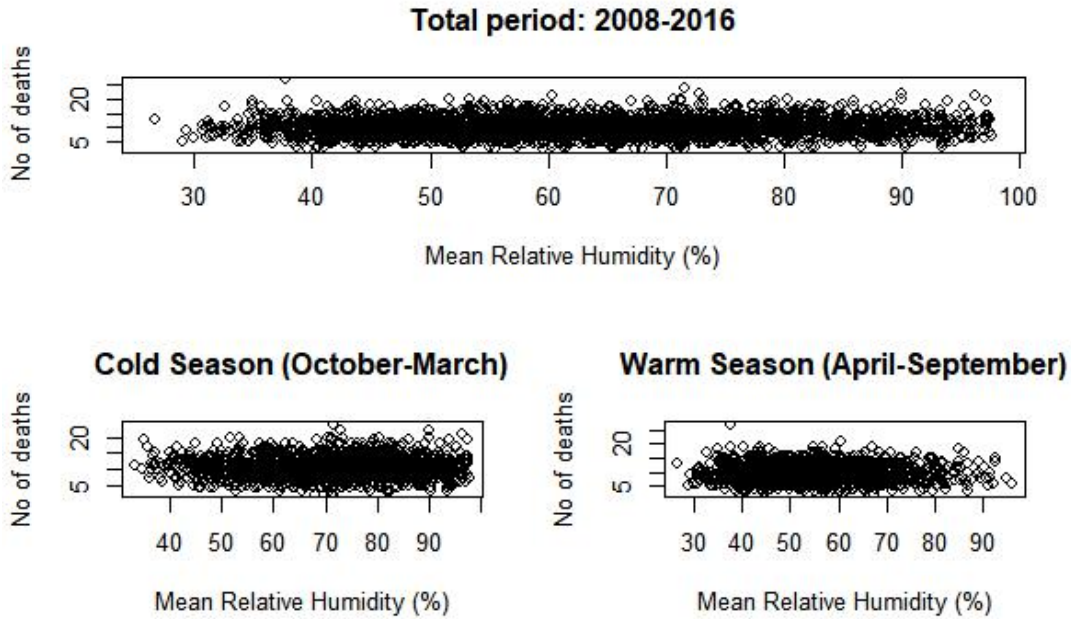 Total period: 2008-2016
No of deaths
20
5
30 40 50 60 70 80 90 100
Mean Relative Humidity (%)
Cold Season (October-March)
No of deaths
20
5
40 50 60 70 80 90
Mean Relative Humidity (%)
Warm Season (April-September)
No of deaths
20
5
30 40 50 60 70 80 90
Mean Relative Humidity (%)